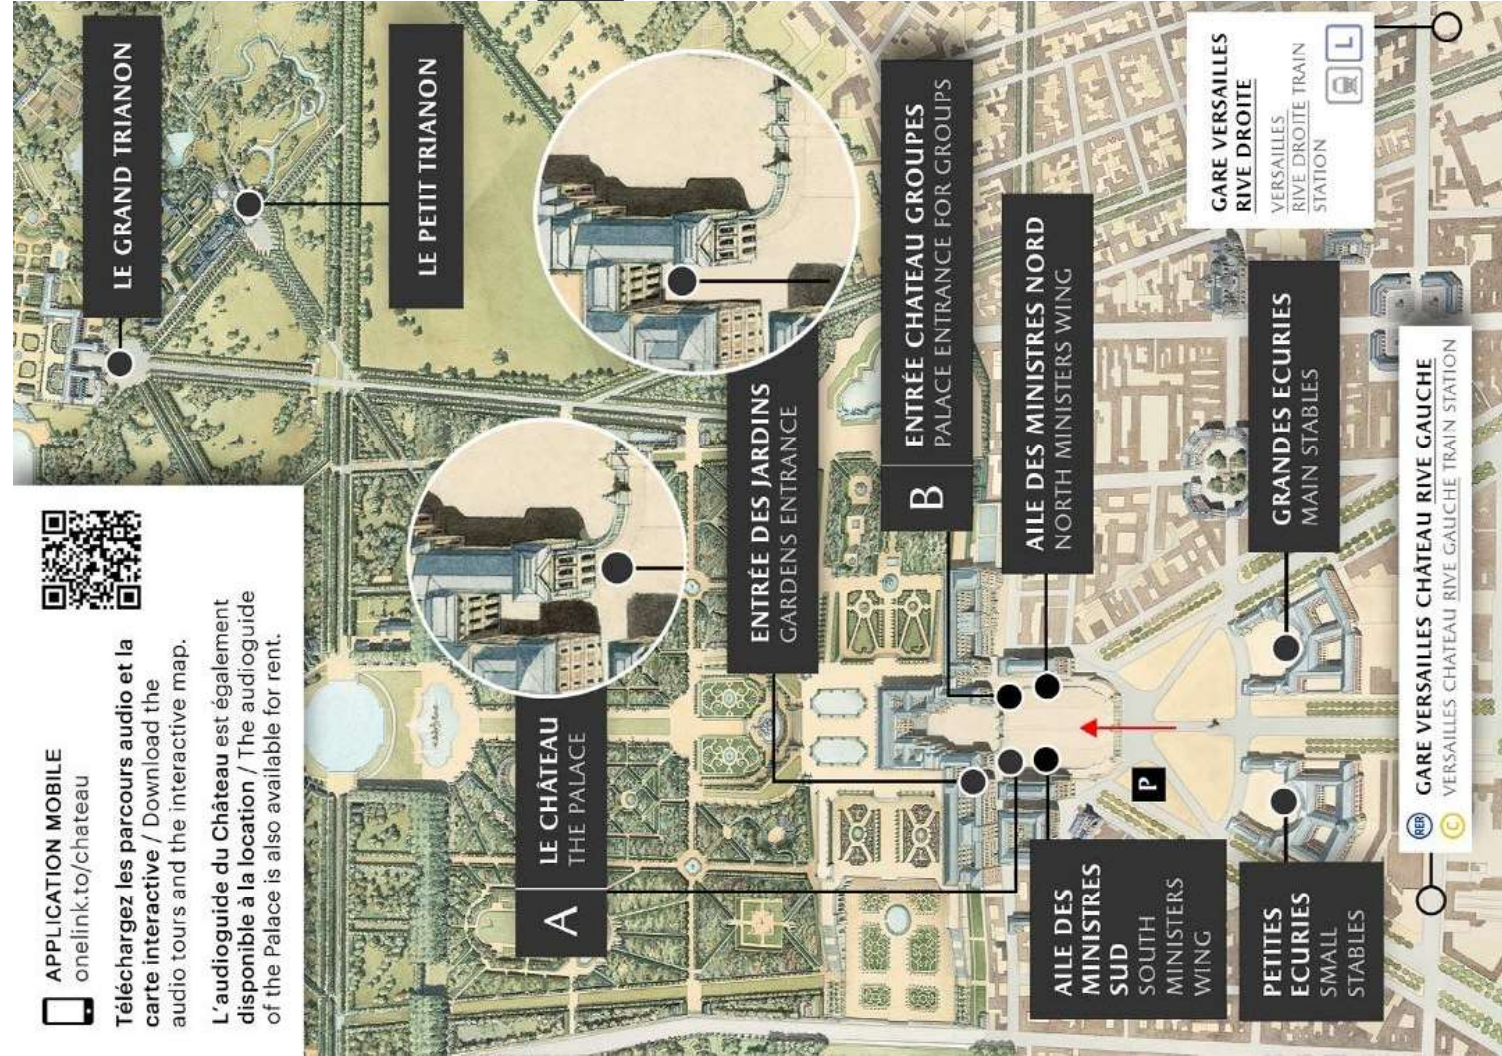 APPLICATION MOBILE
onelink.to/chateau
Téléchargez les parcours audio et la
carte interactive / Download the
audio tours and the interactive map.
L'audioguide du Château est également
disponible à la location / The audioguide
of the Palace is also available for rent.
LE GRAND TRIANON
LE PETIT TRIANON
A
LE CHÂTEAU
THE PALACE
ENTRÉE DES JARDINS
GARDENS ENTRANCE
B
ENTRÉE CHATEAU GROUPES
PALACE ENTRANCE FOR GROUPS
AILE DES MINISTRES NORD
NORTH MINISTERS WING
AILE DES
MINISTRES
SUD
SOUTH
MINISTERS
WING
P
GRANDES ECURIES
MAIN STABLES
PETITES
ECURIES
SMALL
STABLES
GARE VERSAILLES
RIVE DROITE
VERSAILLES
RIVE DROITE TRAIN
STATION
L
RER
C
GARE VERSAILLES CHÂTEAU RIVE GAUCHE
VERSAILLES CHATEAU RIVE GAUCHE TRAIN STATION